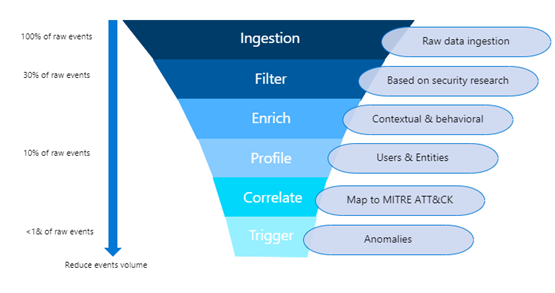 100% of raw events
Ingestion
Raw data ingestion
30% of raw events
Filter
Based on security research
Enrich
Contextual & behavioral
10% of raw events
Profile
Users & Entities
Correlate
Map to MITRE ATT&CK
<1& of raw events
Trigger
Anomalies
Reduce events volume